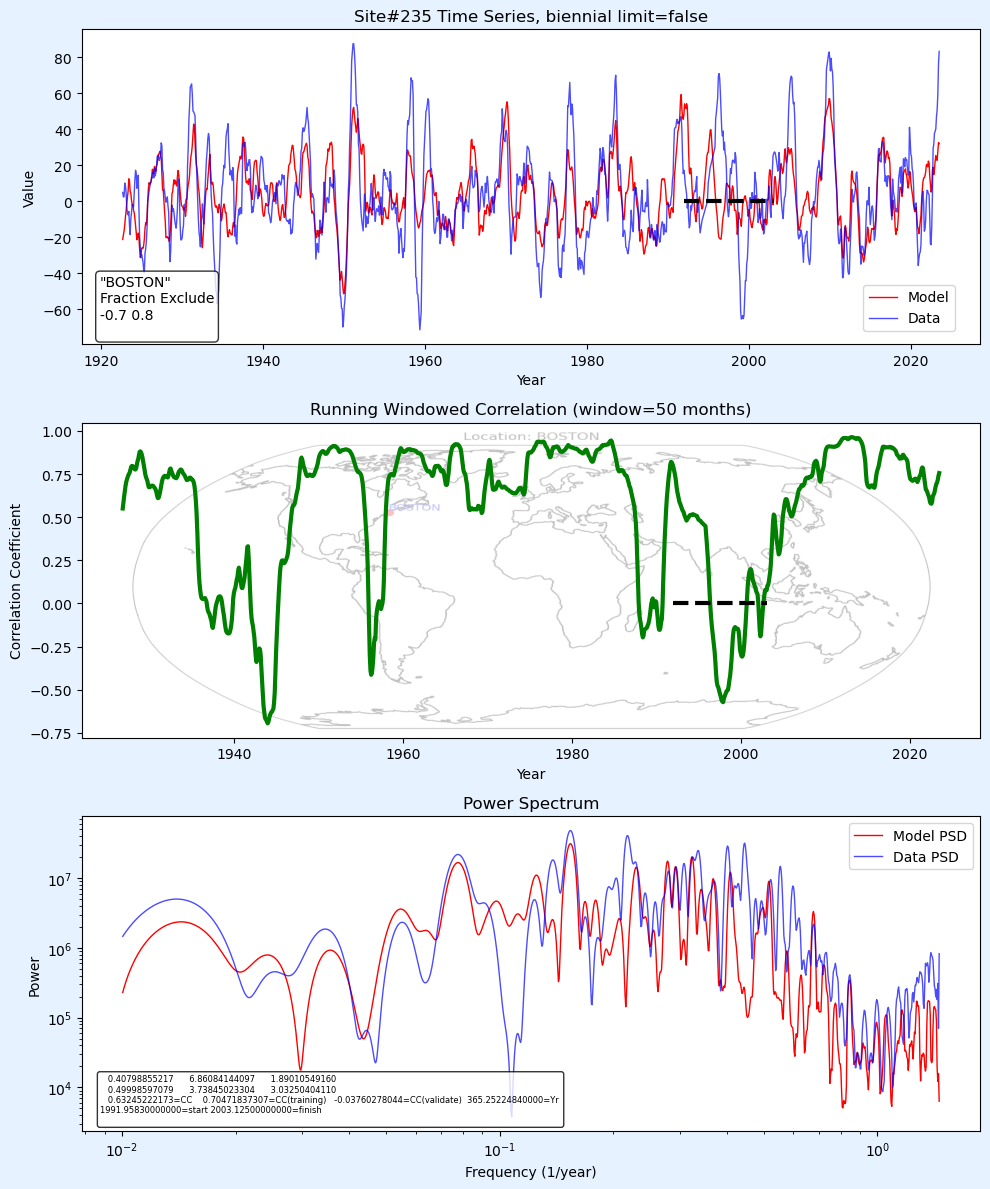 Site#235 Time Series, biennial limit=false
80
60
40
20
0
−20
−40
−60
Value
"BOSTON"
Fraction Exclude
-0.7 0.8
Model
Data
1920
1940
1960
1980
2000
2020
Year
Running Windowed Correlation (window=50 months)
Location: BOSTON
BOSTON
1.00
0.75
0.50
0.25
0.00
−0.25
−0.50
−0.75
Correlation Coefficient
1940
1960
1980
2000
2020
Year
Power Spectrum
Model PSD
Data PSD
10^7
10^6
10^5
10^4
Power
0.40798855217 6.86084144097 1.89010549160
0.49998597079 3.73845023304 3.03250404110
0.63245222173=CC 0.70471837307=CC(training) -0.03760278044=CC(validate) 365.25224840000=Yr
1991.95830000000=start 2003.12500000000=finish
10^−2
10^−1
10^0
Frequency (1/year)